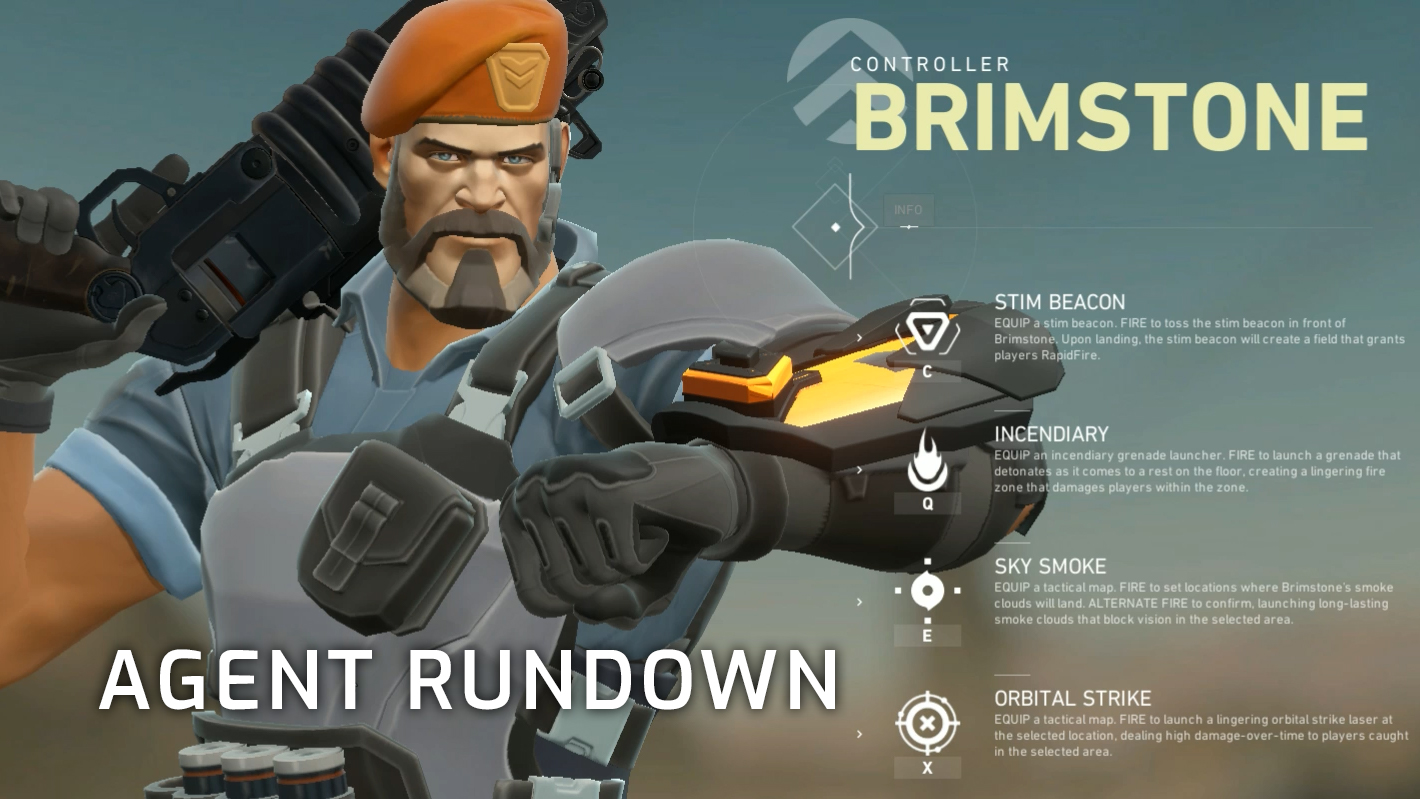 CONTROLLER
BRIMSTONE
INFO
STIM BEACON
EQUIP a stim beacon. FIRE to toss the stim beacon in front of
Brimstone. Upon landing, the stim beacon will create a field that grants
players RapidFire.
C
INCENDIARY
EQUIP an incendiary grenade launcher. FIRE to launch a grenade that
detonates as it comes to a rest on the floor, creating a lingering fire
zone that damages players within the zone.
Q
SKY SMOKE
EQUIP a tactical map. FIRE to set locations where Brimstone's smoke
clouds will land. ALTERNATE FIRE to confirm, launching long-lasting
smoke clouds that block vision in the selected area.
E
ORBITAL STRIKE
EQUIP a tactical map. FIRE to launch a lingering orbital strike laser at
the selected location, dealing high damage-over-time to players caught
in the selected area.
X
AGENT RUNDOWN